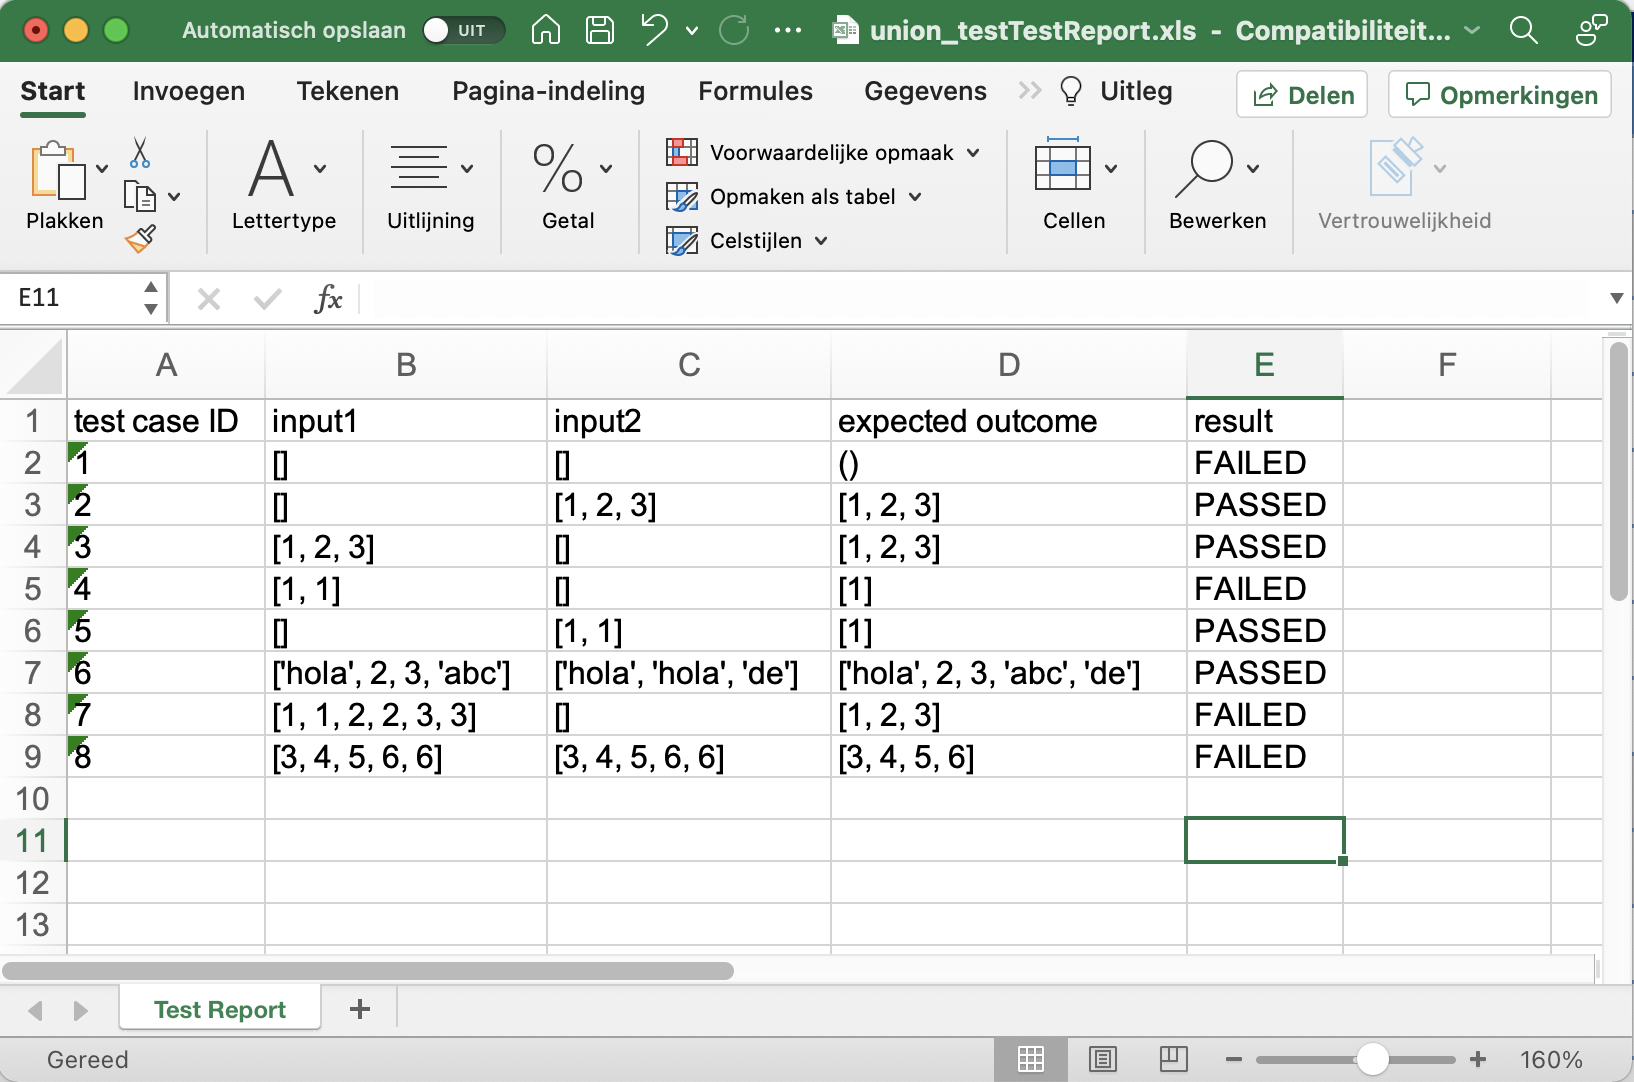 Automatisch opslaan UIT union_testTestReport.xls - Compatibiliteit...
Start Invoegen Tekenen Pagina-indeling Formules Gegevens Uitleg Delen Opmerkingen
Plakken Lettertype Uitlijning Getal Voorwaardelijke opmaak Opmaken als tabel Celstijlen Cellen Bewerken Vertrouwelijkheid
E11 fx
A B C D E F
1 test case ID input1 input2 expected outcome result
2 1 [] [] () FAILED
3 2 [] [1, 2, 3] [1, 2, 3] PASSED
4 3 [1, 2, 3] [] [1, 2, 3] PASSED
5 4 [1, 1] [] [1] FAILED
6 5 [] [1, 1] [1] PASSED
7 6 ['hola', 2, 3, 'abc'] ['hola', 'hola', 'de'] ['hola', 2, 3, 'abc', 'de'] PASSED
8 7 [1, 1, 2, 2, 3, 3] [] [1, 2, 3] FAILED
9 8 [3, 4, 5, 6, 6] [3, 4, 5, 6, 6] [3, 4, 5, 6] FAILED
10
11
12
13
Test Report
Gereed 160%